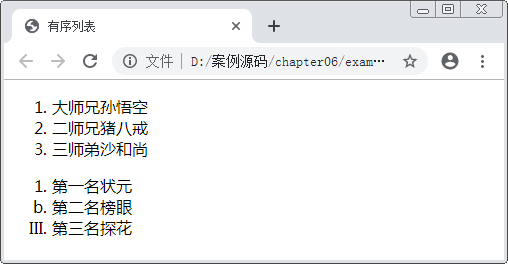 有序列表
文件 | D:/案例源码/chapter06/exam…
1. 大师兄孙悟空
2. 二师兄猪八戒
3. 三师弟沙和尚
1. 第一名状元
b. 第二名榜眼
III. 第三名探花